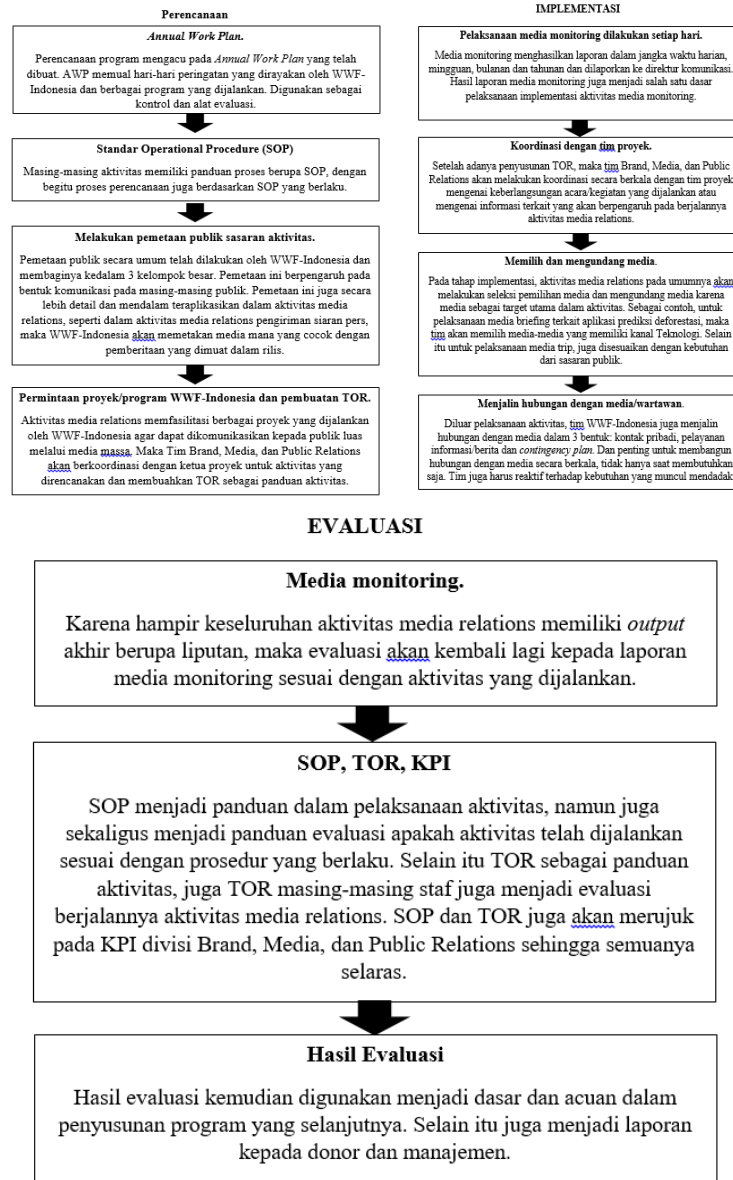 Perencanaan
Annual Work Plan.
Perencanaan program mengacu pada Annual Work Plan yang telah
dibuat. AWP memual hari-hari peringatan yang dirayakan oleh WWF-
Indonesia dan berbagai program yang dijalankan. Digunakan sebagai
kontrol dan alat evaluasi.
Standar Operational Procedure (SOP)
Masing-masing aktivitas memiliki panduan proses berupa SOP, dengan
begitu proses perencanaan juga berdasarkan SOP yang berlaku.
Melakukan pemetaan publik sasaran aktivitas.
Pemetaan publik secara umum telah dilakukan oleh WWF-Indonesia dan
membaginya kedalam 3 kelompok besar. Pemetaan ini berpengaruh pada
bentuk komunikasi pada masing-masing publik. Pemetaan ini juga secara
lebih detail dan mendalam teraplikasikan dalam aktivitas media
relations, seperti dalam aktivitas media relations pengiriman siaran pers,
maka WWF-Indonesia akan memetakan media mana yang cocok dengan
pemberitaan yang dimuat dalam rilis.
Permintaan proyek/program WWF-Indonesia dan pembuatan TOR.
Aktivitas media relations memfasilitasi berbagai proyek yang dijalankan
oleh WWF-Indonesia agar dapat dikomunikasikan kepada publik luas
melalui media massa. Maka Tim Brand, Media, dan Public Relations
akan berkoordinasi dengan ketua proyek untuk aktivitas yang
direncanakan dan membuahkan TOR sebagai panduan aktivitas.
IMPLEMENTASI
Pelaksanaan media monitoring dilakukan setiap hari.
Media monitoring menghasilkan laporan dalam jangka waktu harian,
mingguan, bulanan dan tahunan dan dilaporkan ke direktur komunikasi.
Hasil laporan media monitoring juga menjadi salah satu dasar
pelaksanaan implementasi aktivitas media monitoring.
Koordinasi dengan tim proyek.
Setelah adanya penyusunan TOR, maka tim Brand, Media, dan Public
Relations akan melakukan koordinasi secara berkala dengan tim proyek
mengenai keberlangsungan acara/kegiatan yang dijalankan atau
mengenai informasi terkait yang akan berpengaruh pada berjalannya
aktivitas media relations.
Memilih dan mengundang media.
Pada tahap implementasi, aktivitas media relations pada umumnya akan
melakukan seleksi pemilihan media dan mengundang media karena
media sebagai target utama dalam aktivitas. Sebagai contoh, untuk
pelaksanaan media briefing terkait aplikasi prediksi deforestasi, maka
tim akan memilih media-media yang memiliki kanal Teknologi. Selain
itu untuk pelaksanaan media trip, juga disesuaikan dengan kebutuhan
dari sasaran publik.
Menjalin hubungan dengan media/wartawan.
Diluar pelaksanaan aktivitas, tim WWF-Indonesia juga menjalin
hubungan dengan media dalam 3 bentuk: kontak pribadi, pelayanan
informasi/berita dan contingency plan. Dan penting untuk membangun
hubungan dengan media secara berkala, tidak hanya saat membutuhkan
saja. Tim juga harus reaktif terhadap kebutuhan yang muncul mendadak
EVALUASI
Media monitoring.
Karena hampir keseluruhan aktivitas media relations memiliki output
akhir berupa liputan, maka evaluasi akan kembali lagi kepada laporan
media monitoring sesuai dengan aktivitas yang dijalankan.
SOP, TOR, KPI
SOP menjadi panduan dalam pelaksanaan aktivitas, namun juga
sekaligus menjadi panduan evaluasi apakah aktivitas telah dijalankan
sesuai dengan prosedur yang berlaku. Selain itu TOR sebagai panduan
aktivitas, juga TOR masing-masing staf juga menjadi evaluasi
berjalannya aktivitas media relations. SOP dan TOR juga akan merujuk
pada KPI divisi Brand, Media, dan Public Relations sehingga semuanya
selaras.
Hasil Evaluasi
Hasil evaluasi kemudian digunakan menjadi dasar dan acuan dalam
penyusunan program yang selanjutnya. Selain itu juga menjadi laporan
kepada donor dan manajemen.